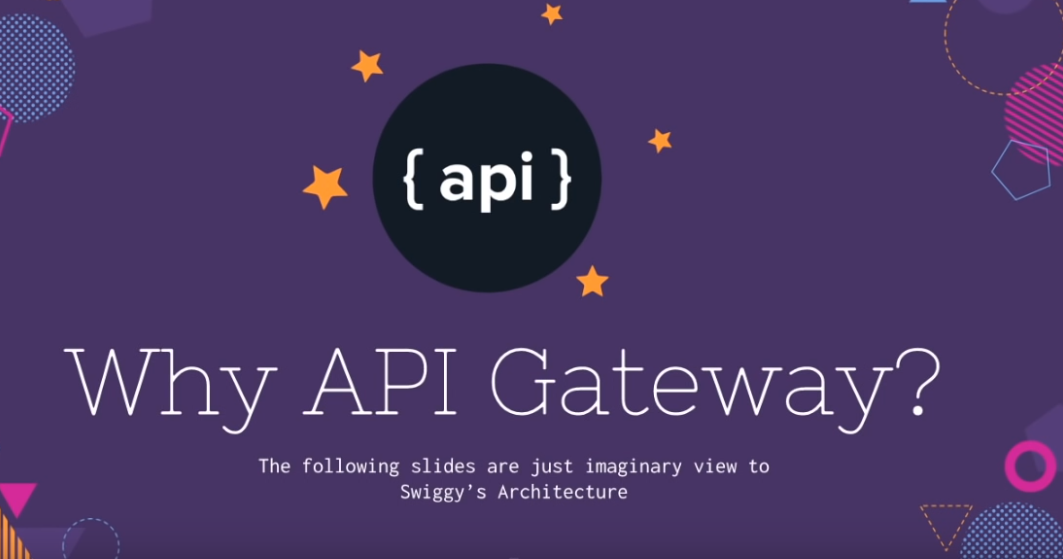 { api }
Why API Gateway?
The following slides are just imaginary view to
Swiggy's Architecture